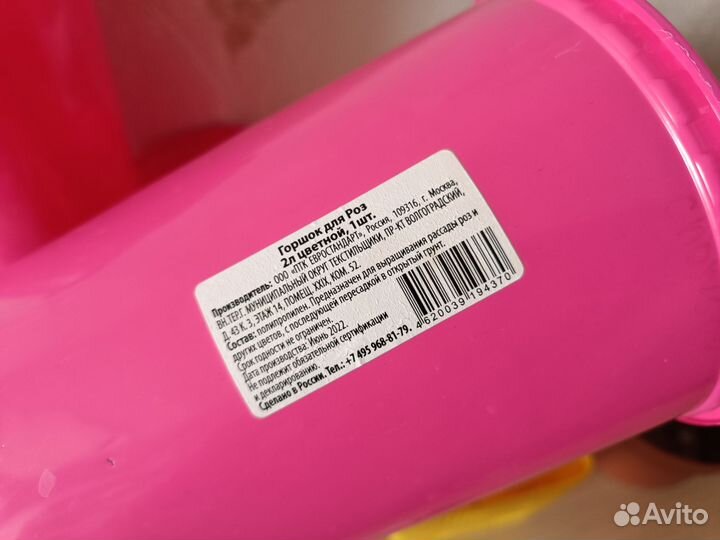 Горшок для Роз
2л цветной, 1 шт.
Производитель: ООО «ПТК ЕВРОСТАНДАРТ», Россия, 109316, г. Москва,
ВН.ТЕР.Г. МУНИЦИПАЛЬНЫЙ ОКРУГ ТЕКСТИЛЬЩИКИ, ПР-КТ ВОЛГОГРАДСКИЙ,
Д. 43 К. 3, ЭТАЖ 14, ПОМЕЩ. XXIX, КОМ. 52.
Состав: полипропилен. Предназначен для выращивания рассады роз и
других цветов, с последующей пересадкой в открытый грунт.
Срок годности не ограничен.
Дата производства: Июнь 2022.
Не подлежит обязательной сертификации
и декларированию.
Сделано в России. Тел.: +7 495 968-81-79.
4620039194370
Avito